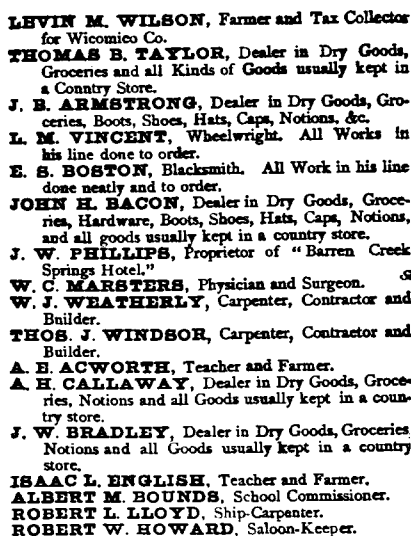 LEVIN M. WILSON, Farmer and Tax Collector
for Wicomico Co.
THOMAS B. TAYLOR, Dealer in Dry Goods,
Groceries and all Kinds of Goods usually kept in
a Country Store.
J. B. ARMSTRONG, Dealer in Dry Goods, Gro-
ceries, Boots, Shoes, Hats, Caps, Notions, &c.
L. M. VINCENT, Wheelwright. All Works in
his line done to order.
E. S. BOSTON, Blacksmith. All Work in his line
done neatly and to order.
JOHN H. BACON, Dealer in Dry Goods, Groce-
ries, Hardware, Boots, Shoes, Hats, Caps, Notions,
and all goods usually kept in a country store.
J. W. PHILLIPS, Proprietor of "Barren Creek
Springs Hotel."
W. C. MARSTERS, Physician and Surgeon.
W. J. WEATHERLY, Carpenter, Contractor and
Builder.
THOS. J. WINDSOR, Carpenter, Contractor and
Builder.
A. E. ACWORTH, Teacher and Farmer.
A. H. CALLAWAY, Dealer in Dry Goods, Groce-
ries, Notions and all Goods usually kept in a coun-
try store.
J. W. BRADLEY, Dealer in Dry Goods, Groceries
Notions and all Goods usually kept in a country
store.
ISAAC L. ENGLISH, Teacher and Farmer.
ALBERT M. BOUNDS, School Commissioner.
ROBERT L. LLOYD, Ship-Carpenter.
ROBERT W. HOWARD, Saloon-Keeper.